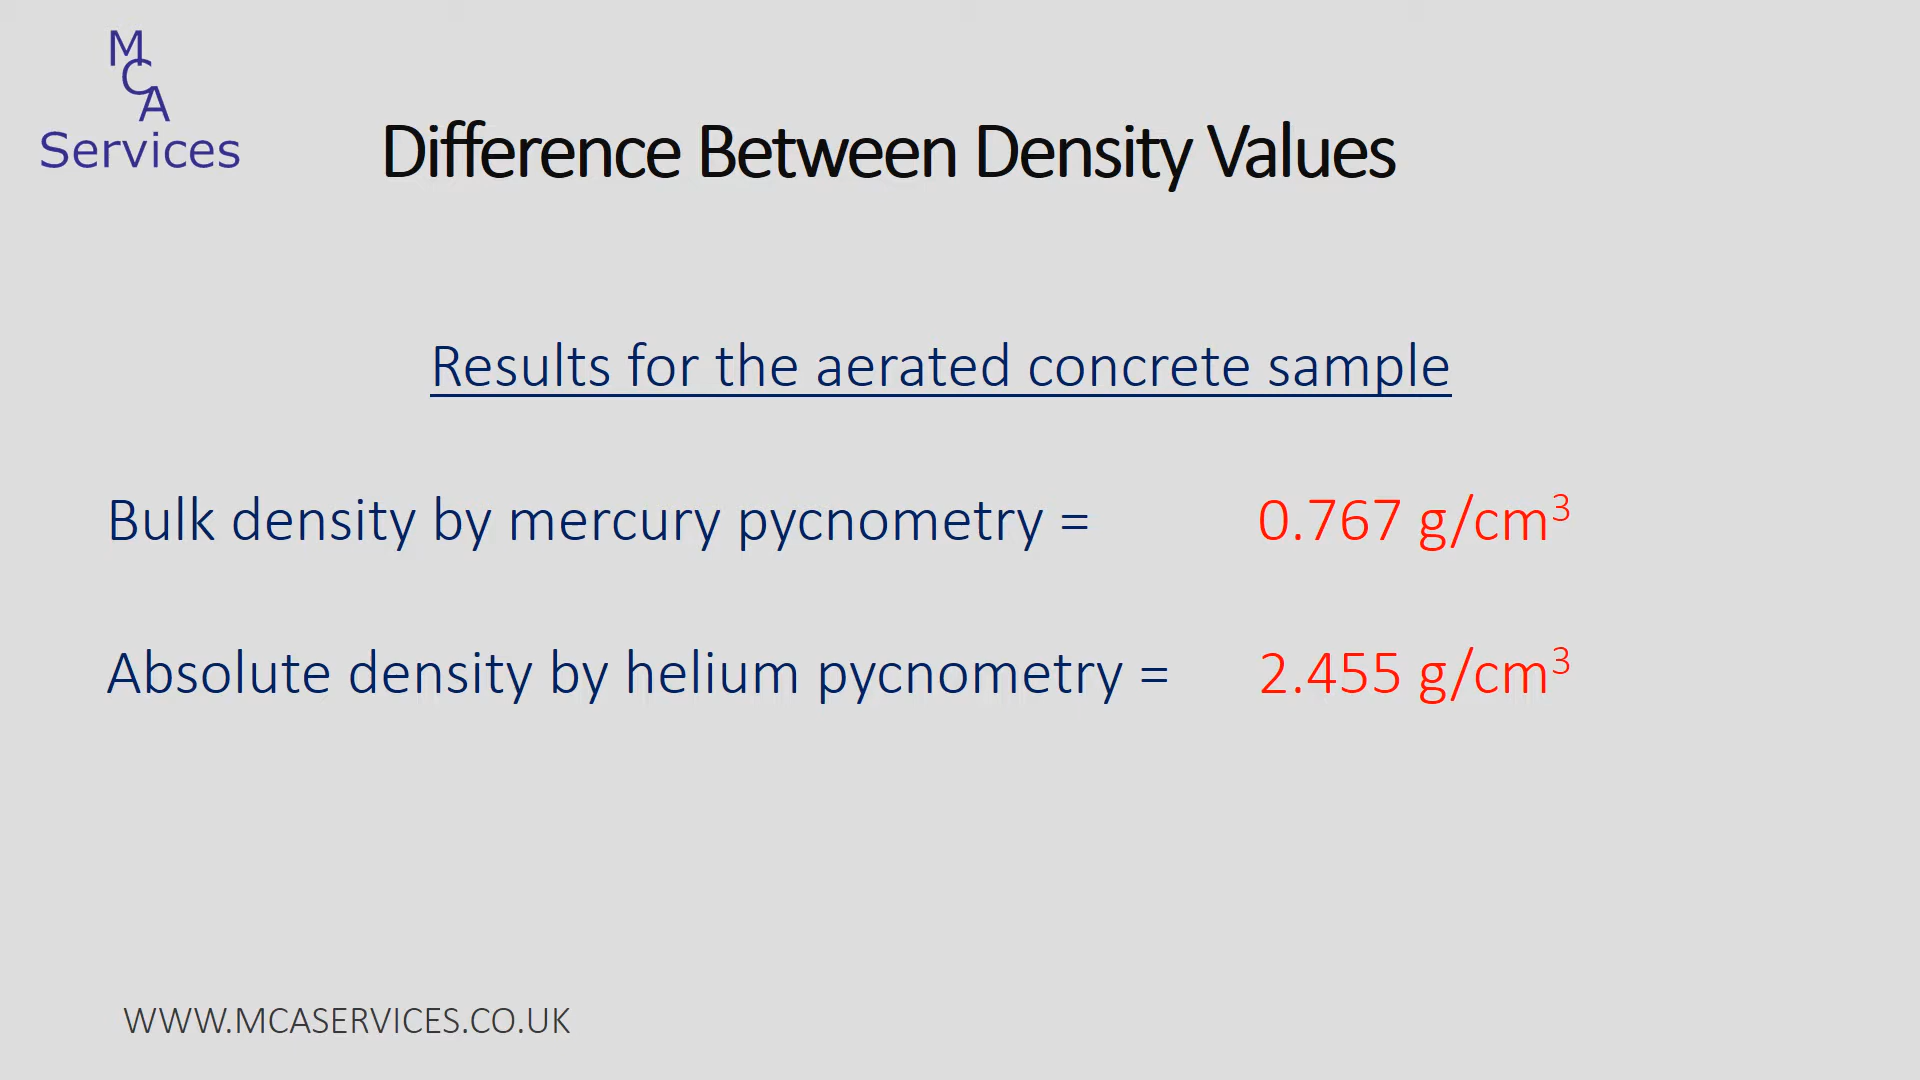 M
C
A
Services
Difference Between Density Values
Results for the aerated concrete sample
Bulk density by mercury pycnometry = 0.767 g/cm³
Absolute density by helium pycnometry = 2.455 g/cm³
WWW.MCASERVICES.CO.UK